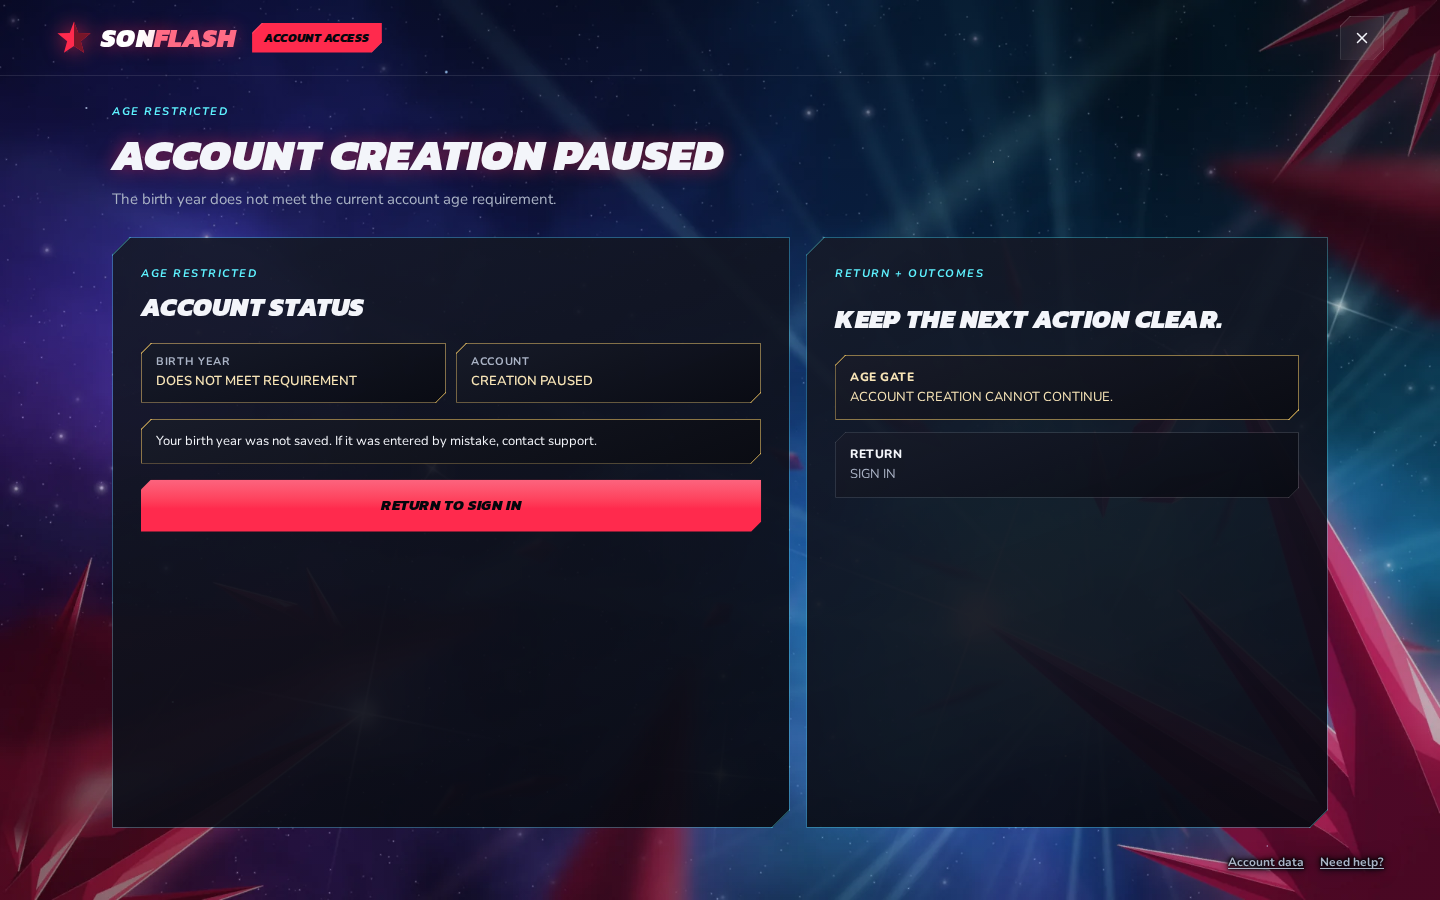 SONFLASH
ACCOUNT ACCESS
AGE RESTRICTED
ACCOUNT CREATION PAUSED
The birth year does not meet the current account age requirement.
AGE RESTRICTED
ACCOUNT STATUS
BIRTH YEAR
DOES NOT MEET REQUIREMENT
ACCOUNT
CREATION PAUSED
Your birth year was not saved. If it was entered by mistake, contact support.
RETURN TO SIGN IN
RETURN + OUTCOMES
KEEP THE NEXT ACTION CLEAR.
AGE GATE
ACCOUNT CREATION CANNOT CONTINUE.
RETURN
SIGN IN
Account data
Need help?